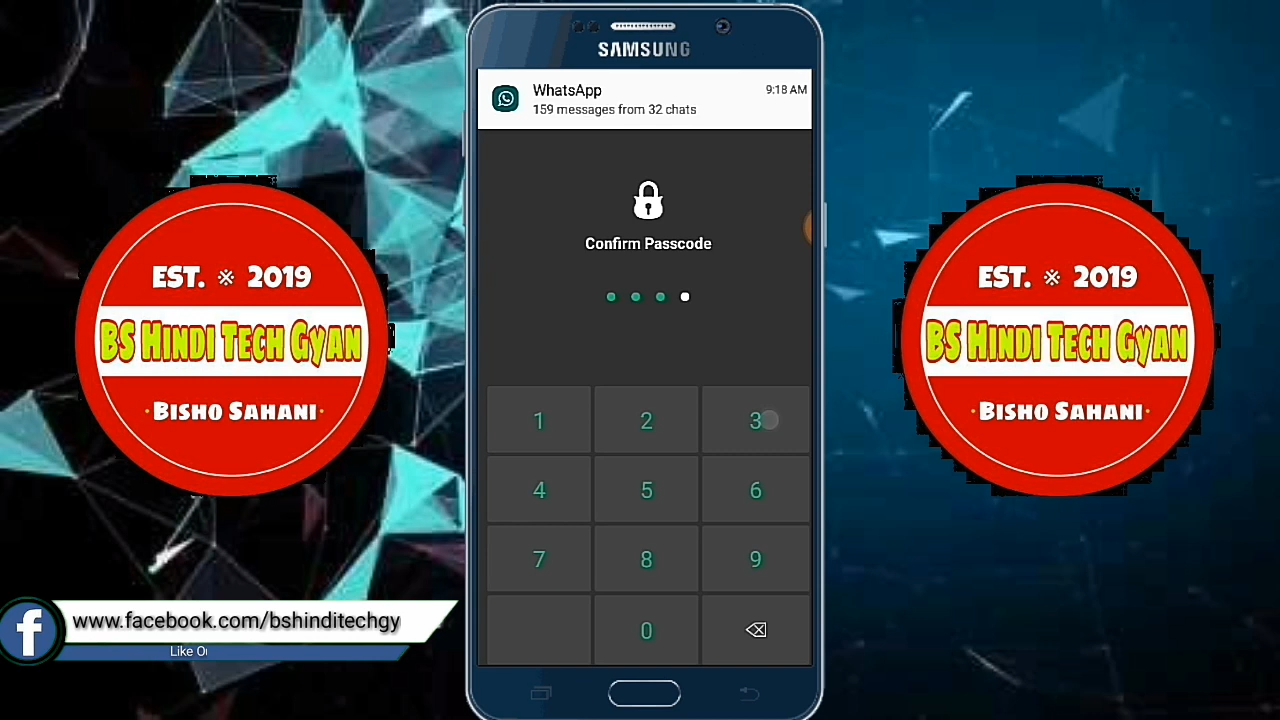 SAMSUNG
WhatsApp
9:18 AM
159 messages from 32 chats
Confirm Passcode
1 2 3
4 5 6
7 8 9
0
EST. ※ 2019
BS HINDI TECH GYAN
· BISHO SAHANI ·
EST. ※ 2019
BS HINDI TECH GYAN
· BISHO SAHANI ·
f
www.facebook.com/bshinditechgy
Like Ou